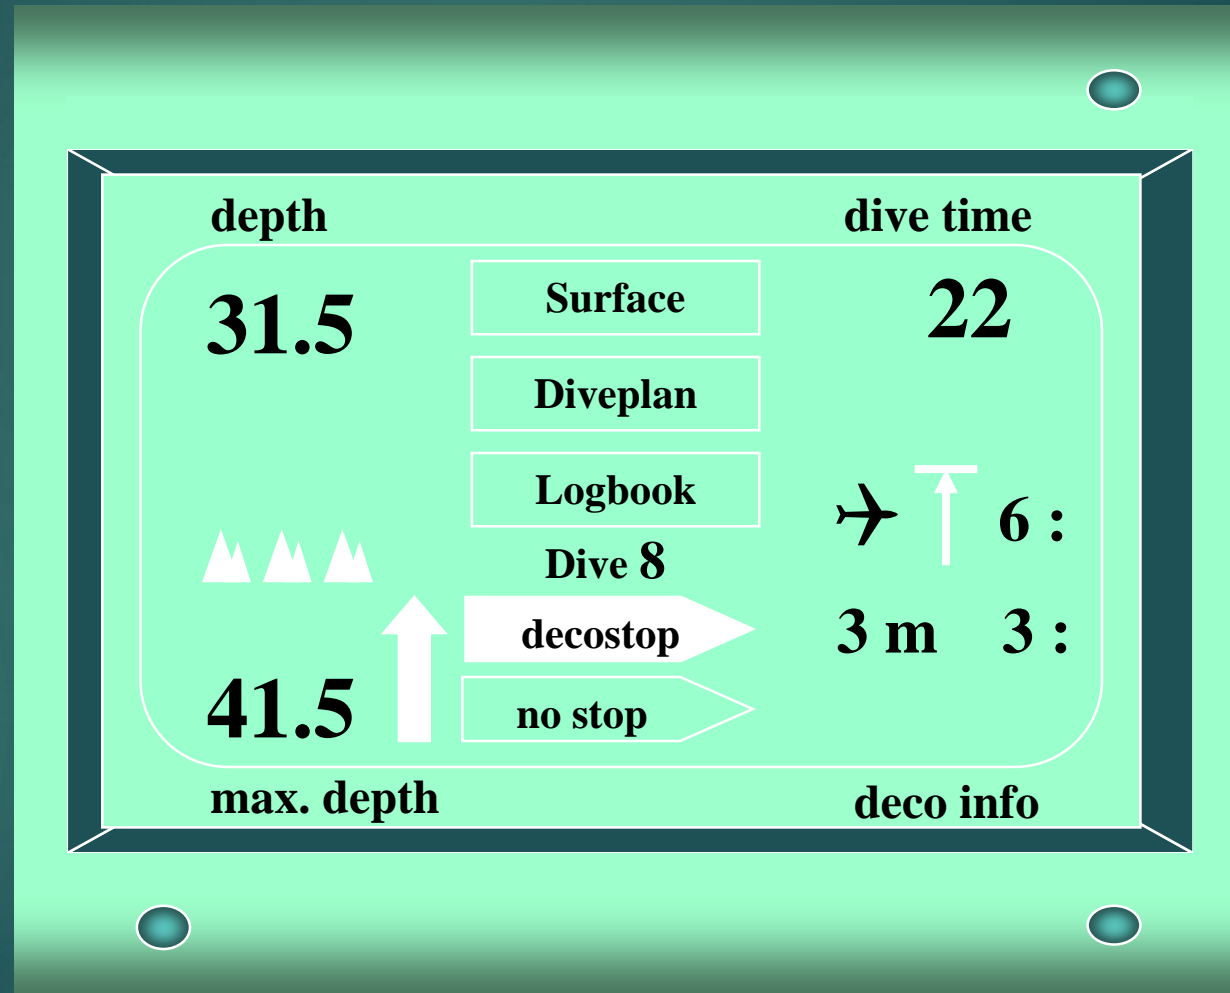 depth
dive time
31.5
Surface
22
Diveplan
Logbook
6 :
Dive 8
decostop
3 m 3 :
41.5
no stop
max. depth
deco info